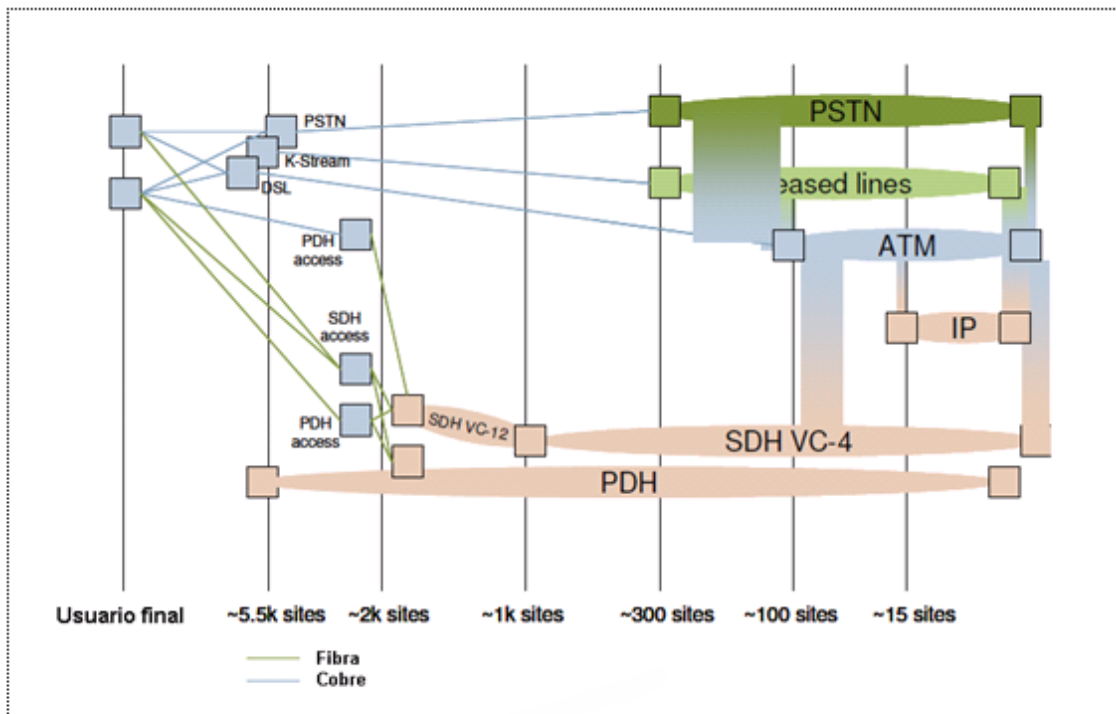 PSTN
PSTN
K-Stream
DSL
eased lines
PDH
access
ATM
SDH
access
IP
PDH
access
SDH VC-12
SDH VC-4
PDH
Usuario final
~5.5k sites
~2k sites
~1k sites
~300 sites
~100 sites
~15 sites
Fibra
Cobre